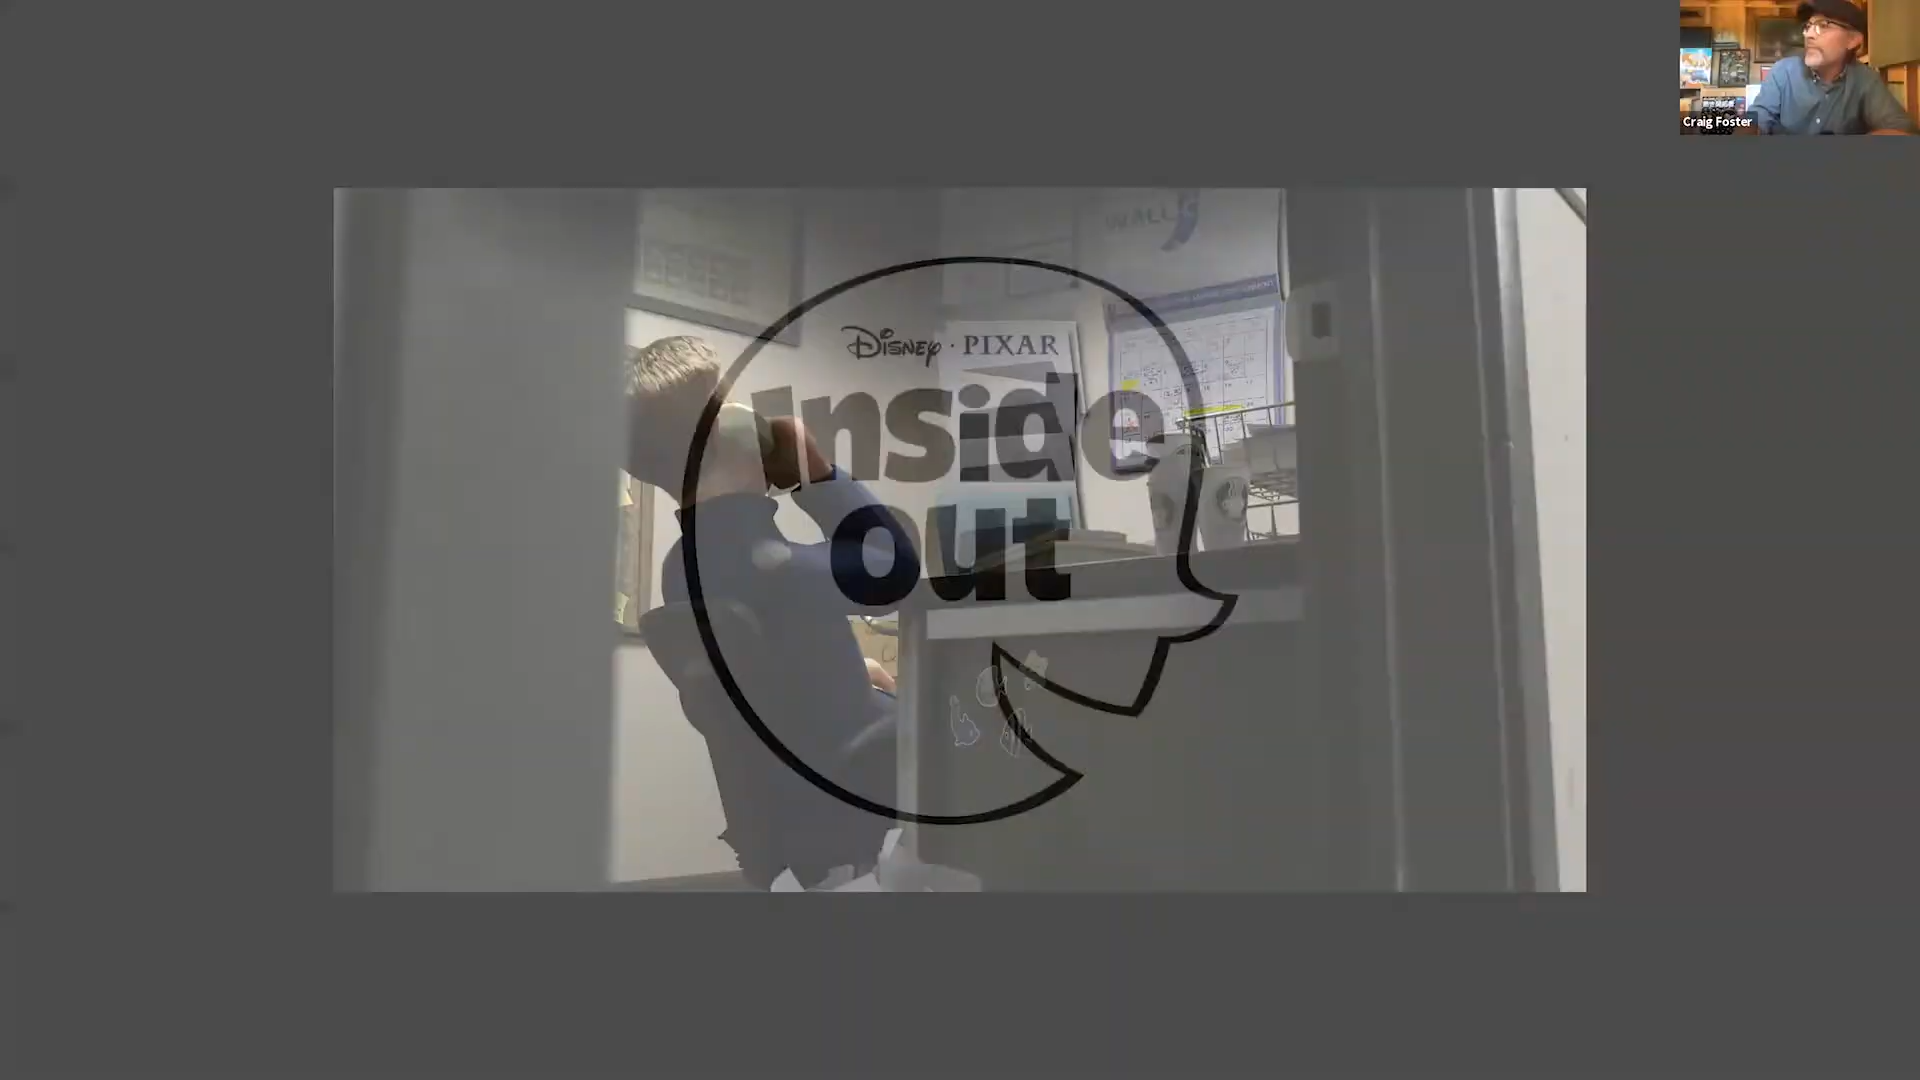 Craig Foster
WALL
DISNEY · PIXAR
Inside
out